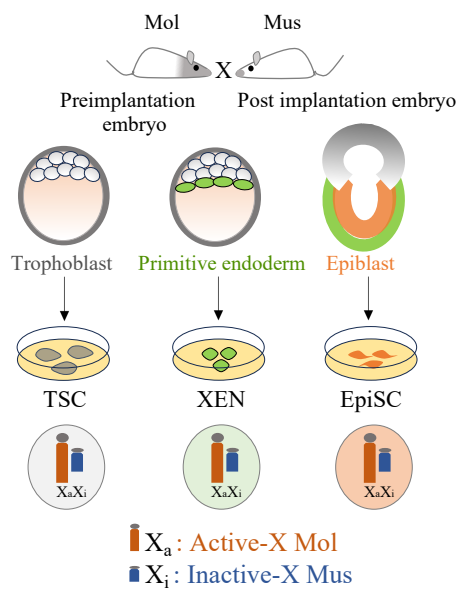 Mol Mus
X
Preimplantation embryo
Post implantation embryo
Trophoblast Primitive endoderm Epiblast
TSC XEN EpiSC
XaXi XaXi XaXi
Xa : Active-X Mol
Xi : Inactive-X Mus